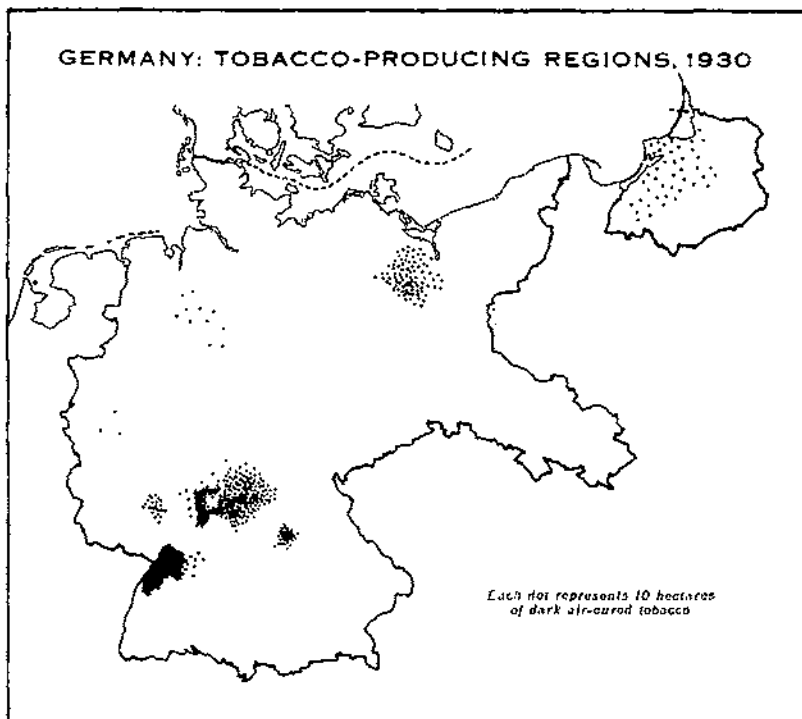 GERMANY: TOBACCO-PRODUCING REGIONS, 1930
Each dot represents 10 hectares
of dark air-cured tobacco